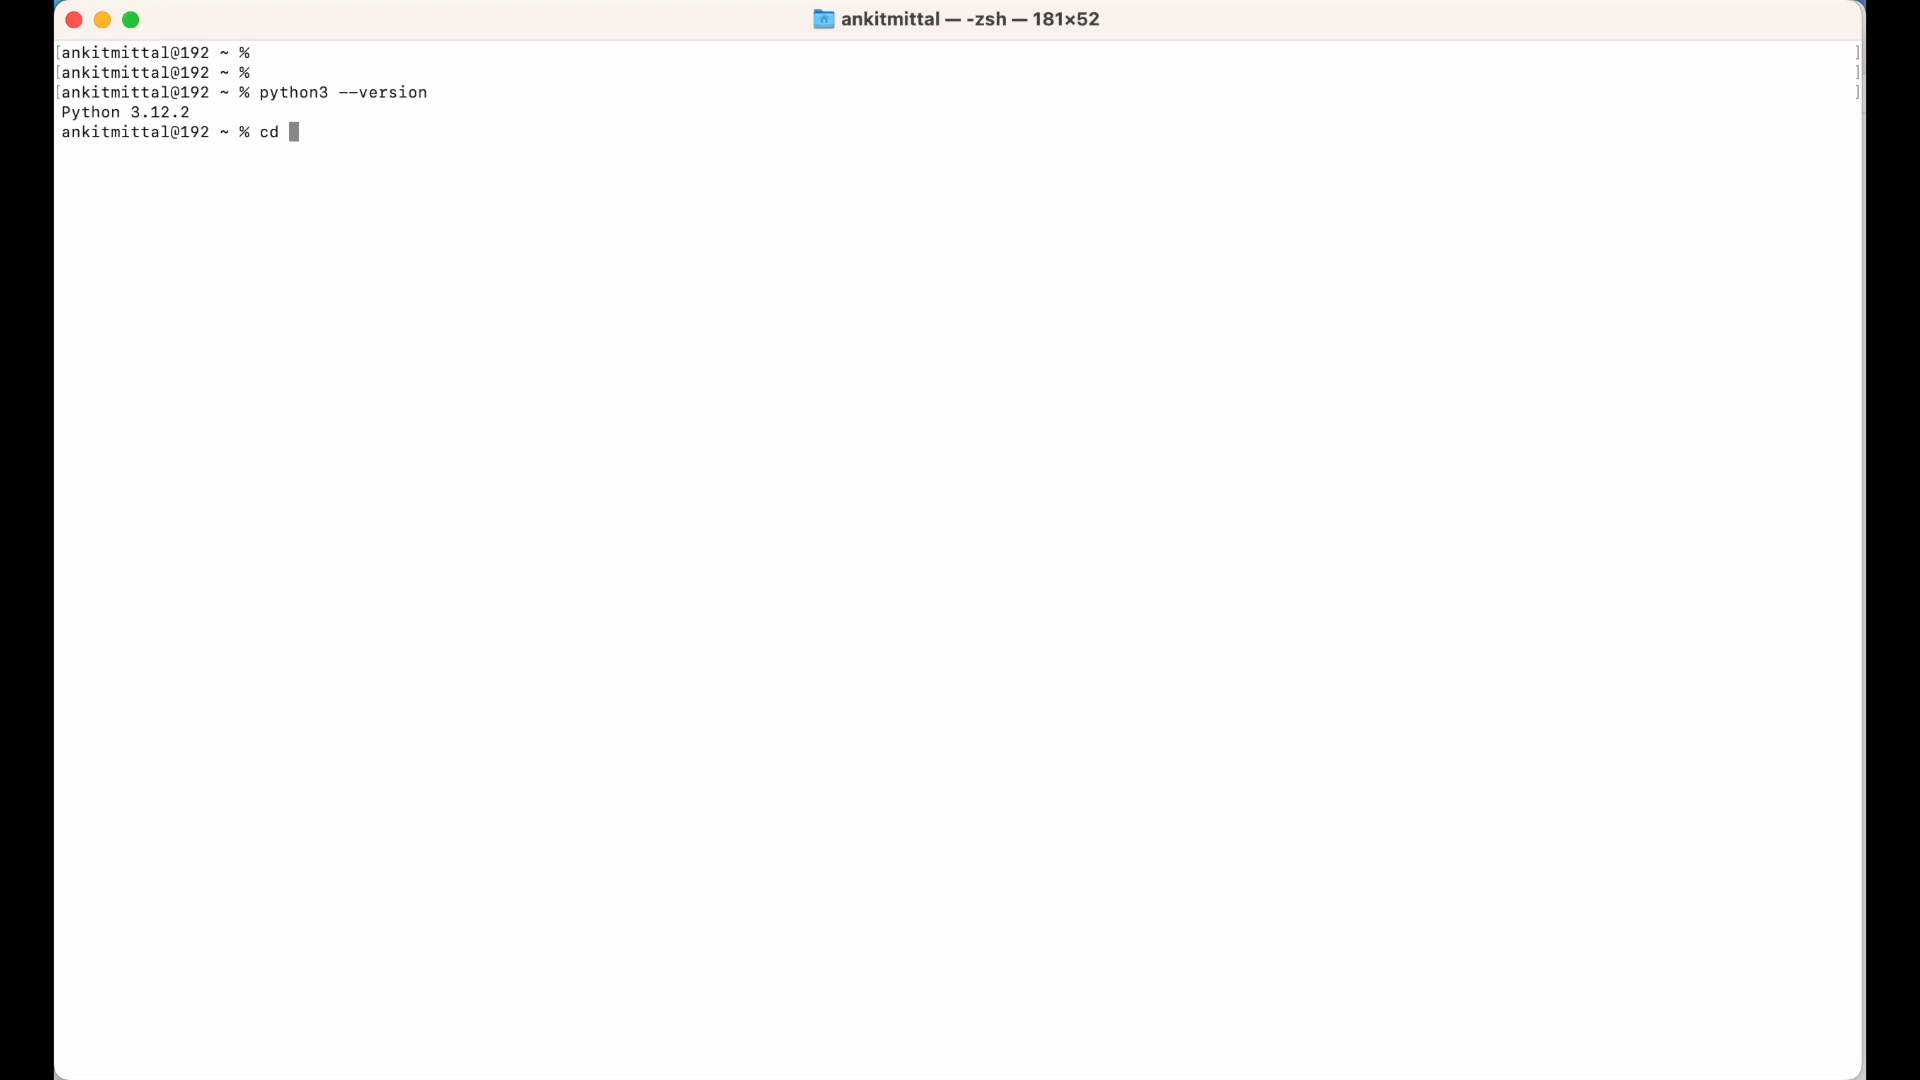 ankitmittal — -zsh — 181×52
[ankitmittal@192 ~ % ]
[ankitmittal@192 ~ % ]
[ankitmittal@192 ~ % python3 --version ]
Python 3.12.2
ankitmittal@192 ~ % cd